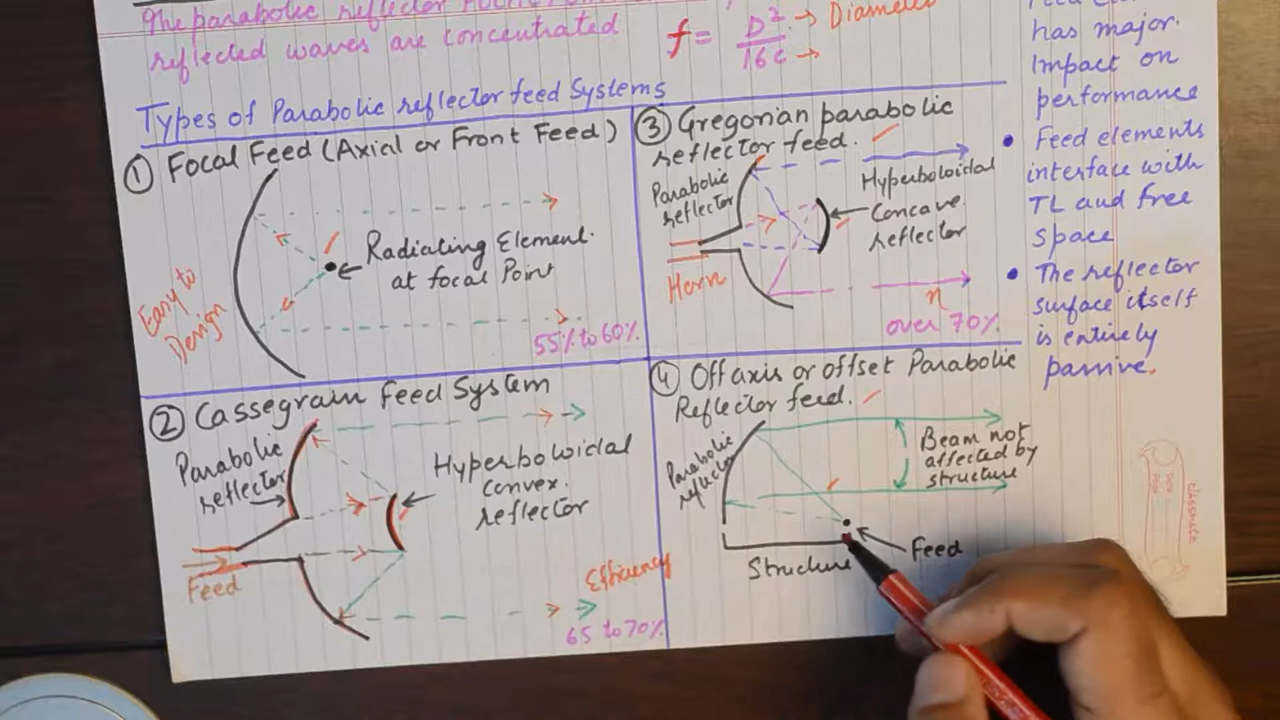 The parabolic reflector
reflected waves are concentrated
f = D² → Diameter
16c →
Types of Parabolic reflector feed Systems
① Focal Feed (Axial or Front Feed)
Radiating Element
at focal Point
Easy to
Design
55% to 60%
② Cassegrain Feed System
Parabolic
reflector
Hyperboloidal
convex
reflector
Feed
Efficiency
65 to 70%
③ Gregorian parabolic
reflector feed.
Parabolic
reflector
Hyperboloidal
Concave
reflector
Horn
η
over 70%
④ Off axis or offset Parabolic
Reflector feed.
Parabolic
reflector
Beam not
affected by
structure
Feed
Structure
has major
impact on
performance
• Feed elements
interface with
TL and free
space
• The reflector
surface itself
is entirely
passive.
classmate